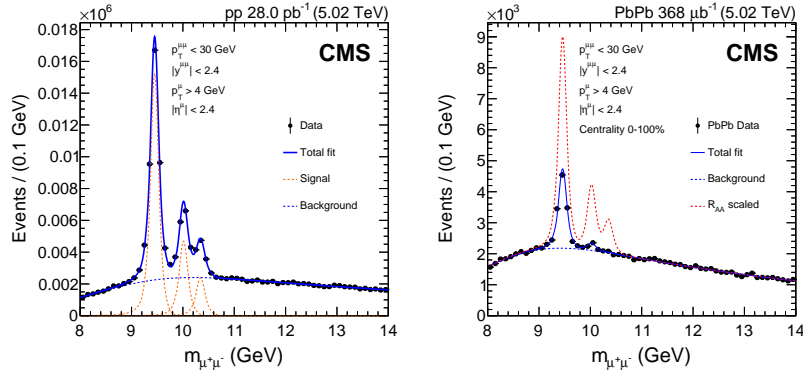 pp 28.0 pb⁻¹ (5.02 TeV)
×10⁶
CMS
p_T^μμ < 30 GeV
|y^μμ| < 2.4
p_T^μ > 4 GeV
|η^μ| < 2.4
Data
Total fit
Signal
Background
Events / (0.1 GeV)
0.018
0.016
0.014
0.012
0.01
0.008
0.006
0.004
0.002
0
8 9 10 11 12 13 14
m_μ⁺μ⁻ (GeV)
PbPb 368 μb⁻¹ (5.02 TeV)
×10³
CMS
p_T^μμ < 30 GeV
|y^μμ| < 2.4
p_T^μ > 4 GeV
|η^μ| < 2.4
Centrality 0-100%
PbPb Data
Total fit
Background
R_AA scaled
Events / (0.1 GeV)
9
8
7
6
5
4
3
2
1
0
8 9 10 11 12 13 14
m_μ⁺μ⁻ (GeV)